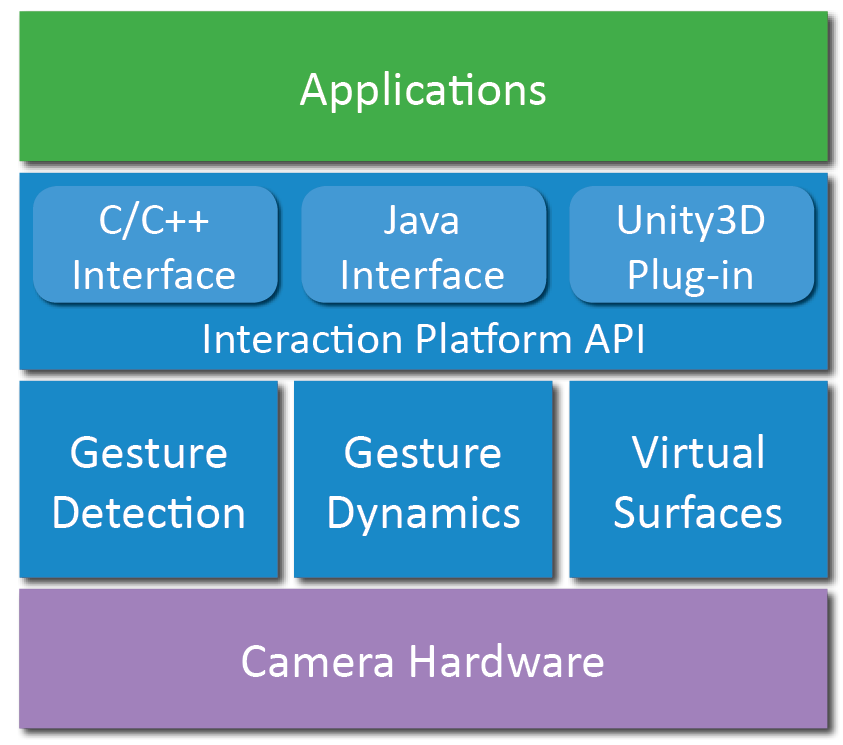 Applications
C/C++
Interface
Java
Interface
Unity3D
Plug-in
Interaction Platform API
Gesture
Detection
Gesture
Dynamics
Virtual
Surfaces
Camera Hardware